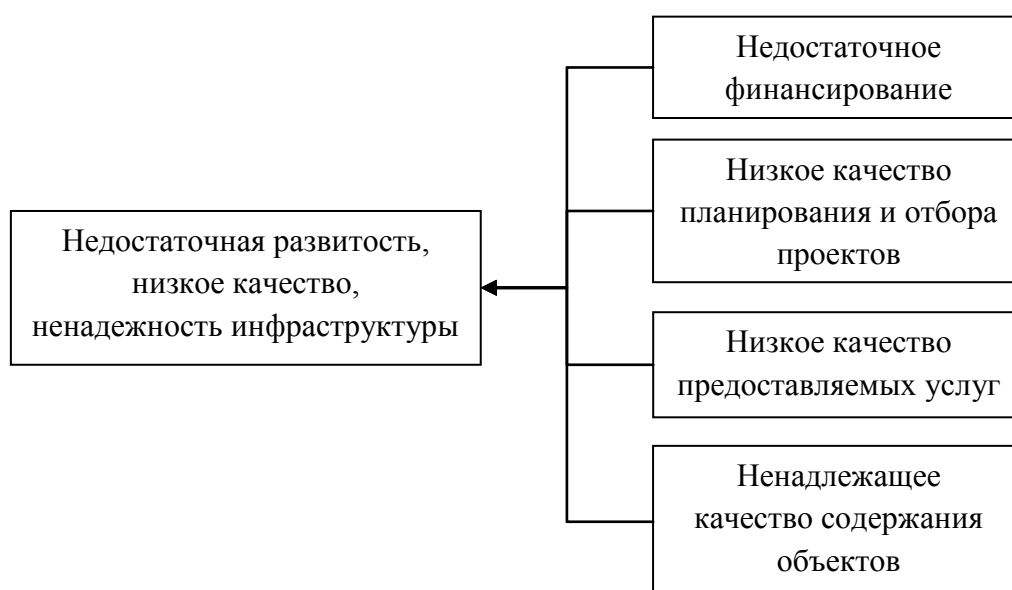 Недостаточное
финансирование
Низкое качество
планирования и отбора
проектов
Недостаточная развитость,
низкое качество,
ненадежность инфраструктуры
Низкое качество
предоставляемых услуг
Ненадлежащее
качество содержания
объектов